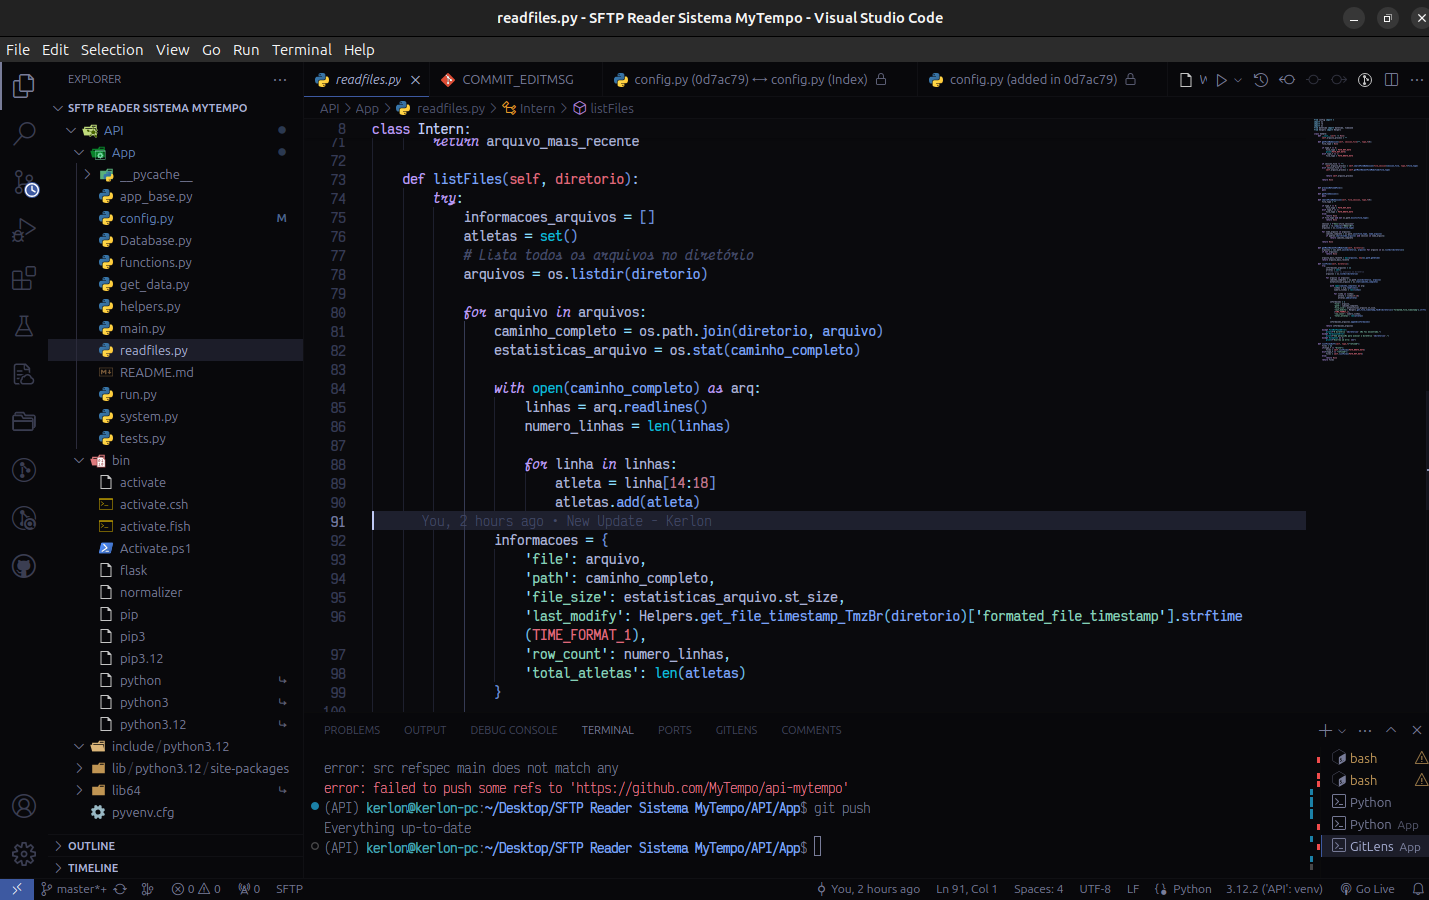 readfiles.py - SFTP Reader Sistema MyTempo - Visual Studio Code
File Edit Selection View Go Run Terminal Help
EXPLORER
SFTP READER SISTEMA MYTEMPO
API
App
__pycache__
app_base.py
config.py M
Database.py
functions.py
get_data.py
helpers.py
main.py
readfiles.py
README.md
run.py
system.py
tests.py
bin
activate
activate.csh
activate.fish
Activate.ps1
flask
normalizer
pip
pip3
pip3.12
python
python3
python3.12
include/python3.12
lib/python3.12/site-packages
lib64
pyvenv.cfg
OUTLINE
TIMELINE
readfiles.py
COMMIT_EDITMSG
config.py (0d7ac79) ⟷ config.py (Index)
config.py (added in 0d7ac79)
API > App > readfiles.py > Intern > listFiles
8 class Intern:
71 return arquivo_mais_recente
72
73 def listFiles(self, diretorio):
74 try:
75 informacoes_arquivos = []
76 atletas = set()
77 # Lista todos os arquivos no diretório
78 arquivos = os.listdir(diretorio)
79
80 for arquivo in arquivos:
81 caminho_completo = os.path.join(diretorio, arquivo)
82 estatisticas_arquivo = os.stat(caminho_completo)
83
84 with open(caminho_completo) as arq:
85 linhas = arq.readlines()
86 numero_linhas = len(linhas)
87
88 for linha in linhas:
89 atleta = linha[14:18]
90 atletas.add(atleta)
91 You, 2 hours ago • New Update - Kerlon
92 informacoes = {
93 'file': arquivo,
94 'path': caminho_completo,
95 'file_size': estatisticas_arquivo.st_size,
96 'last_modify': Helpers.get_file_timestamp_TmzBr(diretorio)['formated_file_timestamp'].strftime
(TIME_FORMAT_1),
97 'row_count': numero_linhas,
98 'total_atletas': len(atletas)
99 }
100
PROBLEMS OUTPUT DEBUG CONSOLE TERMINAL PORTS GITLENS COMMENTS
error: src refspec main does not match any
error: failed to push some refs to 'https://github.com/MyTempo/api-mytempo'
(API) kerlon@kerlon-pc:~/Desktop/SFTP Reader Sistema MyTempo/API/App$ git push
Everything up-to-date
(API) kerlon@kerlon-pc:~/Desktop/SFTP Reader Sistema MyTempo/API/App$
bash
bash
Python
Python App
GitLens App
master*+ 0 0 0 SFTP You, 2 hours ago Ln 91, Col 1 Spaces: 4 UTF-8 LF Python 3.12.2 ('API': venv) Go Live